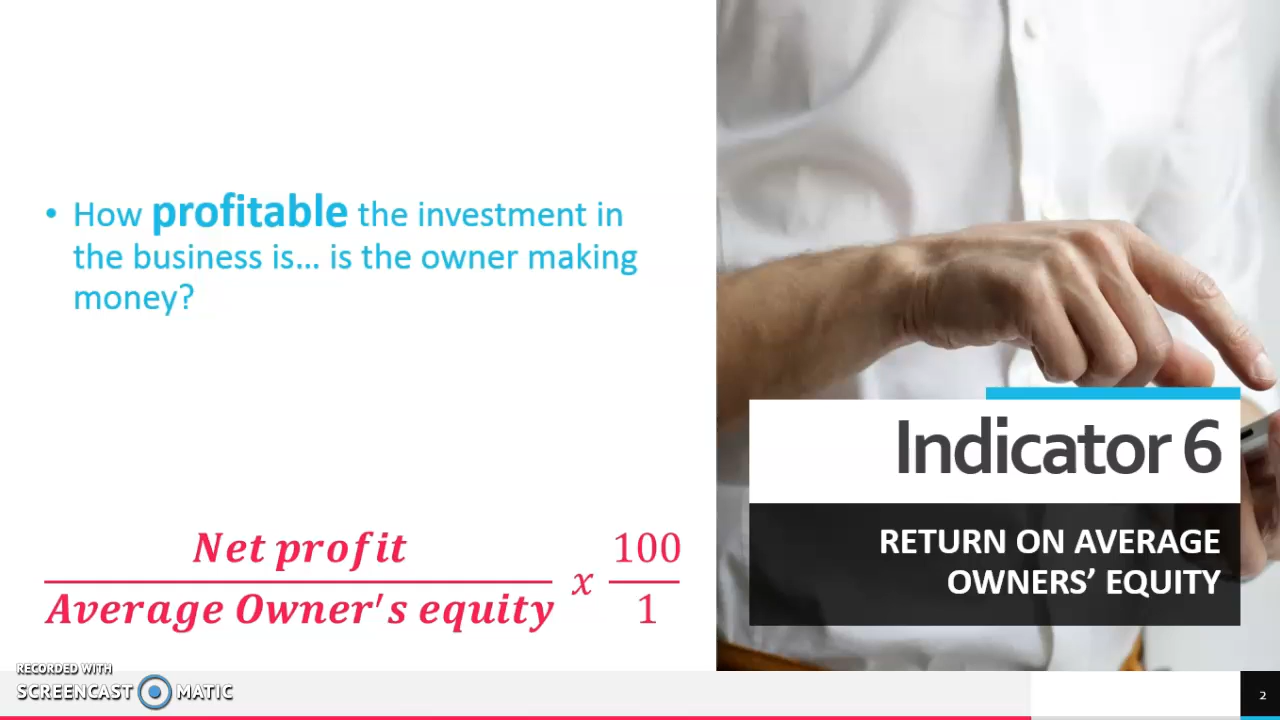 • How profitable the investment in
the business is... is the owner making
money?
Net profit
Average Owner's equity
x
100
1
Indicator 6
RETURN ON AVERAGE
OWNERS’ EQUITY
RECORDED WITH
SCREENCAST MATIC
2